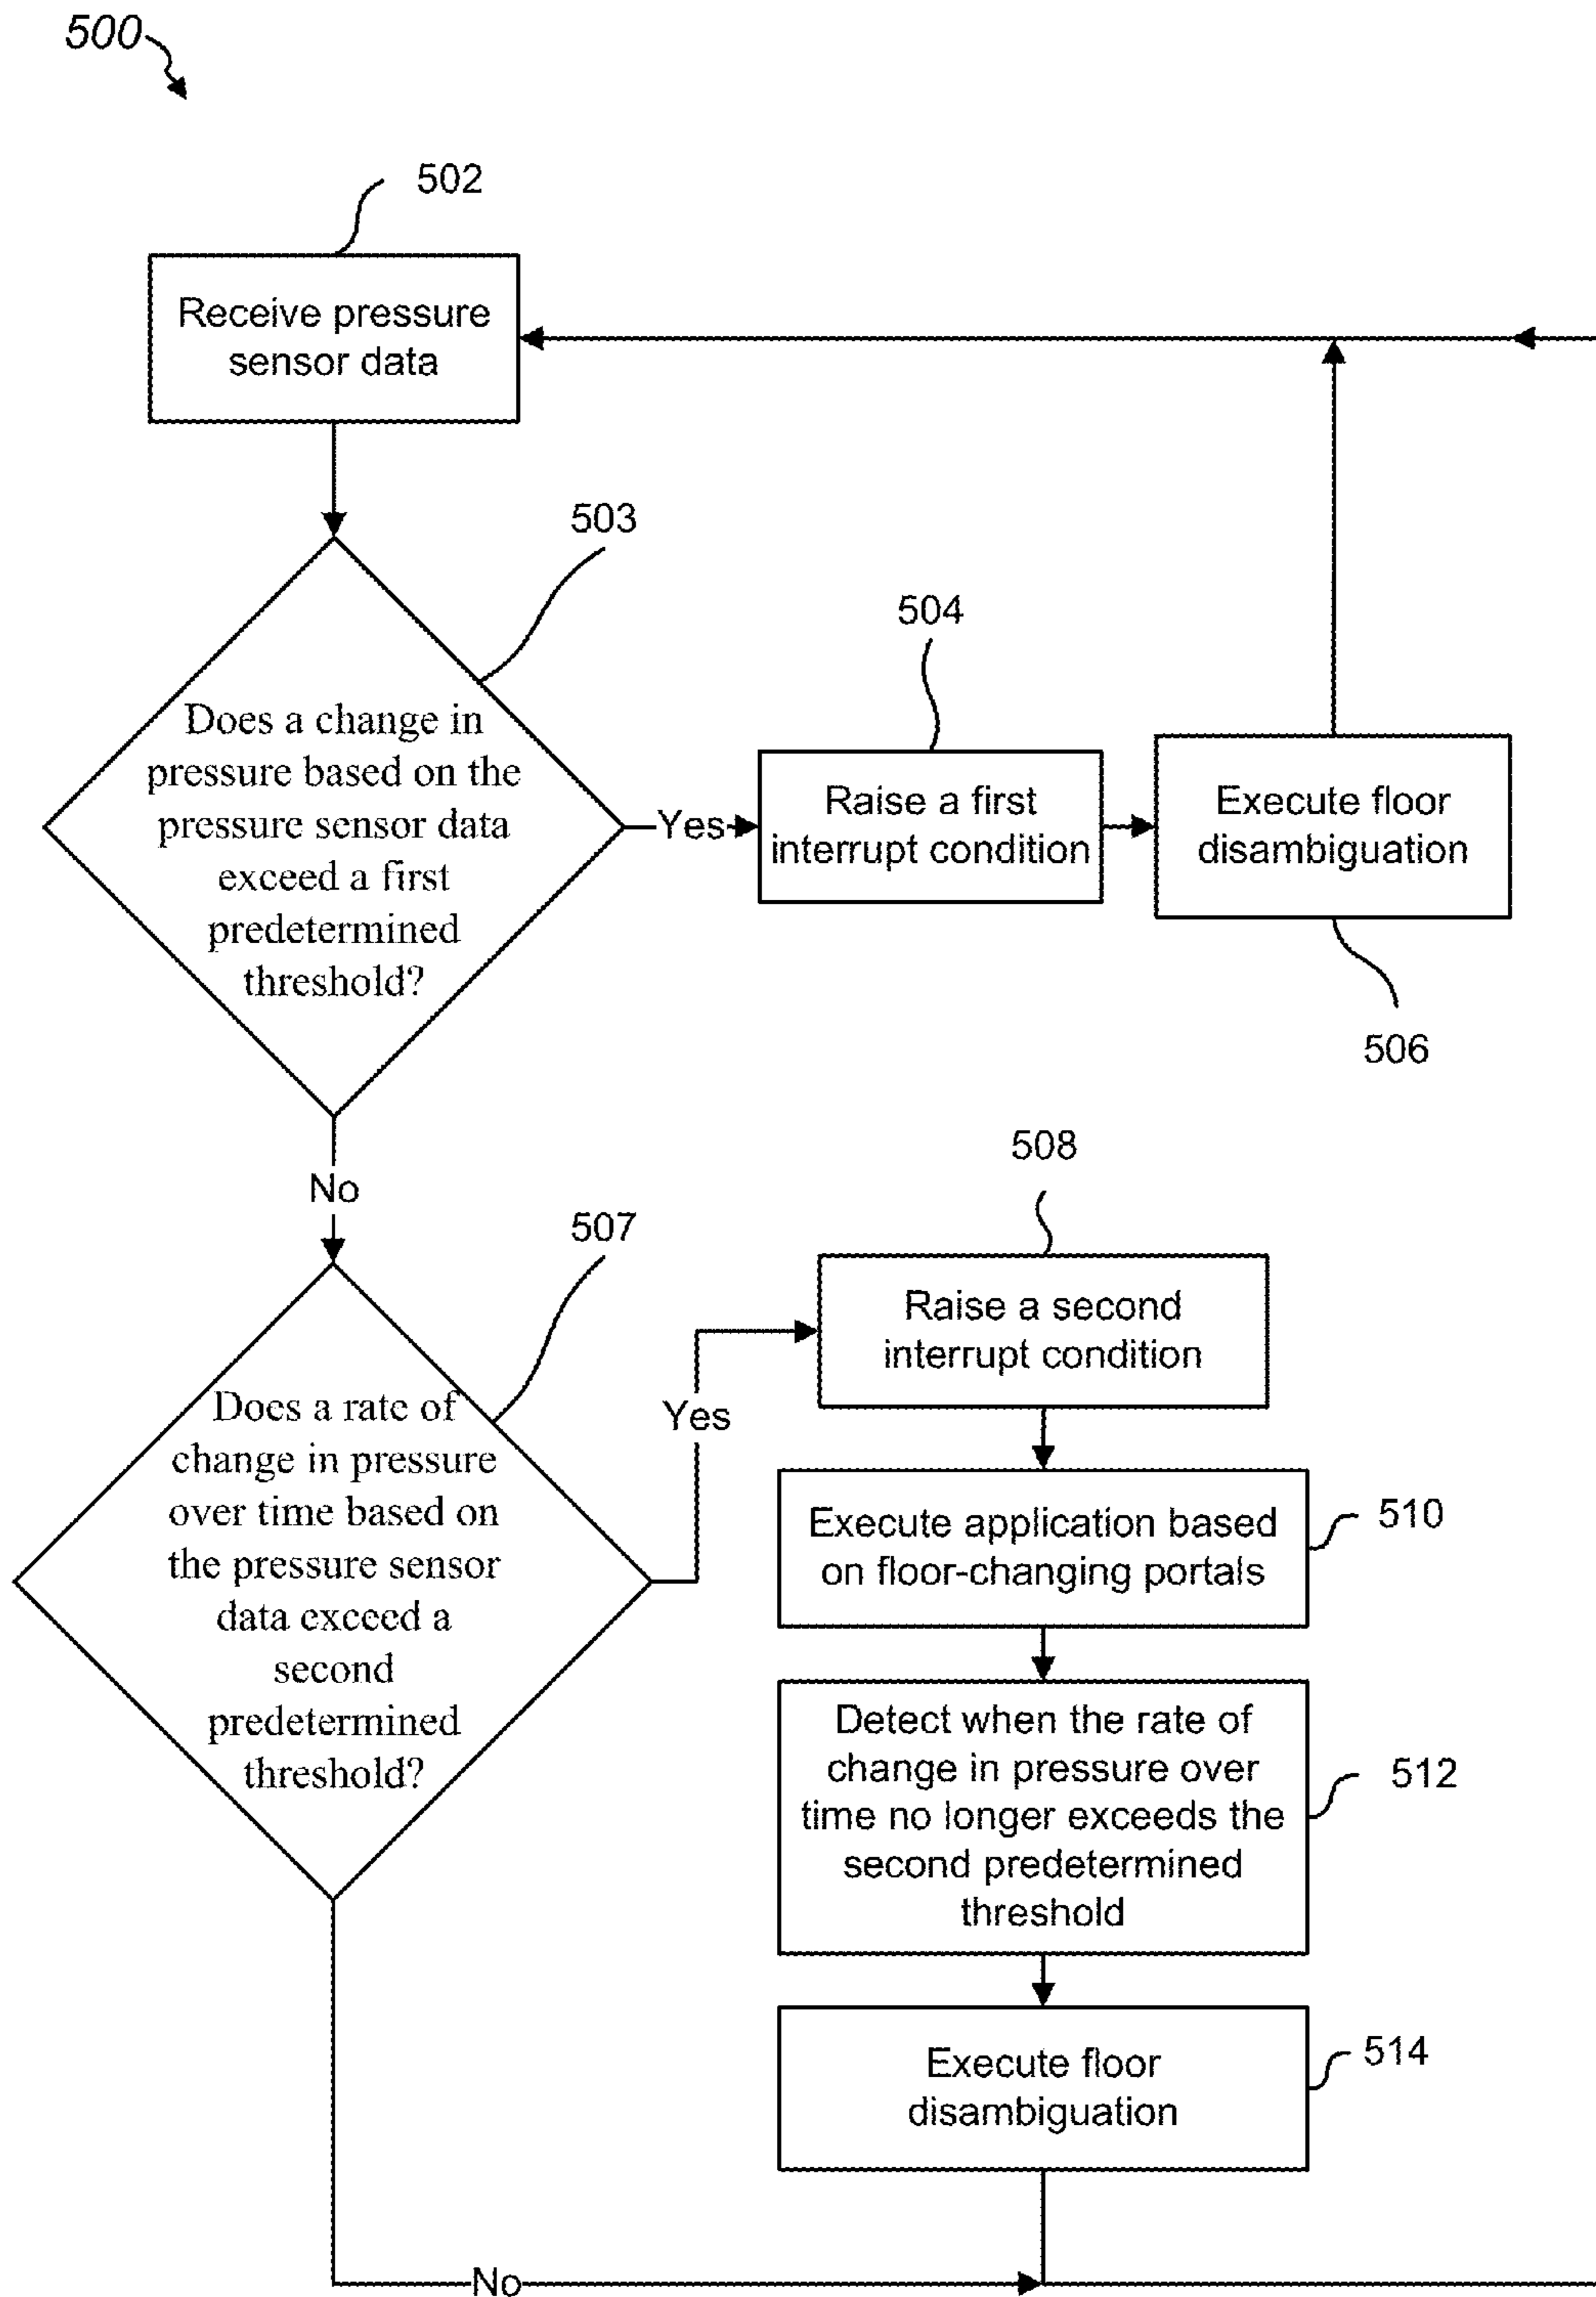 500
502
Receive pressure
sensor data
503
Does a change in
pressure based on the
pressure sensor data
exceed a first
predetermined
threshold?
Yes
504
Raise a first
interrupt condition
Execute floor
disambiguation
506
No
507
Does a rate of
change in pressure
over time based on
the pressure sensor
data exceed a
second
predetermined
threshold?
Yes
508
Raise a second
interrupt condition
Execute application based
on floor-changing portals
510
Detect when the rate of
change in pressure over
time no longer exceeds the
second predetermined
threshold
512
Execute floor
disambiguation
514
No